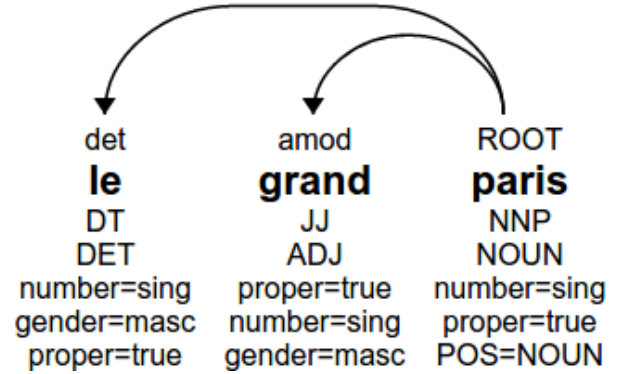 det amod ROOT
le grand paris
DT JJ NNP
DET ADJ NOUN
number=sing proper=true number=sing
gender=masc number=sing proper=true
proper=true gender=masc POS=NOUN